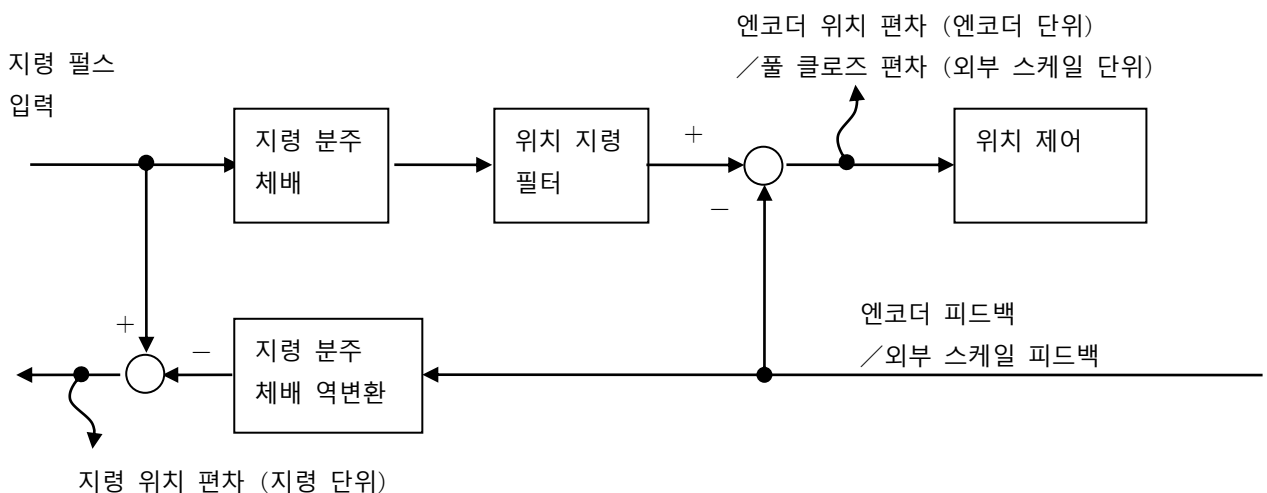 엔코더 위치 편차 (엔코더 단위)
／풀 클로즈 편차 (외부 스케일 단위)
지령 펄스
입력
지령 분주
체배
위치 지령
필터
＋
－
위치 제어
엔코더 피드백
／외부 스케일 피드백
＋
－
지령 분주
체배 역변환
지령 위치 편차 (지령 단위)